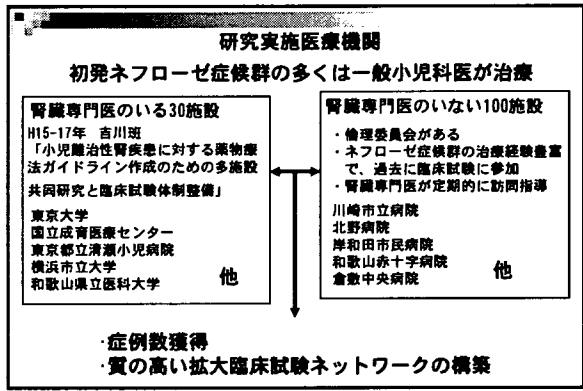 研究実施医療機関
初発ネフローゼ症候群の多くは一般小児科医が治療
腎臓専門医のいる30施設
H15-17年 吉川班
「小児難治性腎疾患に対する薬物療
法ガイドライン作成のための多施設
共同研究と臨床試験体制整備」
東京大学
国立成育医療センター
東京都立清瀬小児病院
横浜市立大学
和歌山県立医科大学
他
腎臓専門医のいない100施設
・倫理委員会がある
・ネフローゼ症候群の治療経験豊富
で、過去に臨床試験に参加
・腎臓専門医が定期的に訪問指導
川崎市立病院
北野病院
岸和田市民病院
和歌山赤十字病院
倉敷中央病院
他
・症例数獲得
・質の高い拡大臨床試験ネットワークの構築